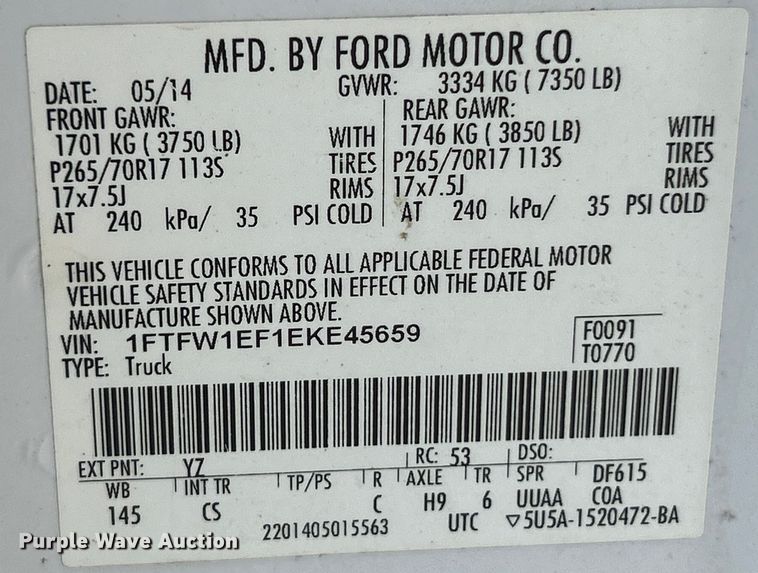 MFD. BY FORD MOTOR CO.
DATE: 05/14 GVWR: 3334 KG ( 7350 LB)
FRONT GAWR: REAR GAWR:
1701 KG ( 3750 LB) WITH 1746 KG ( 3850 LB) WITH
P265/70R17 113S TIRES P265/70R17 113S TIRES
17x7.5J RIMS 17x7.5J RIMS
AT 240 kPa/ 35 PSI COLD AT 240 kPa/ 35 PSI COLD
THIS VEHICLE CONFORMS TO ALL APPLICABLE FEDERAL MOTOR
VEHICLE SAFETY STANDARDS IN EFFECT ON THE DATE OF
MANUFACTURE SHOWN ABOVE.
VIN: 1FTFW1EF1EKE45659 F0091
TYPE: Truck T0770
EXT PNT: YZ RC: 53 DSO:
WB INT TR TP/PS R AXLE TR SPR DF615
145 CS C H9 6 UUAA COA
2201405015563 UTC ▽5U5A-1520472-BA
Purple Wave Auction